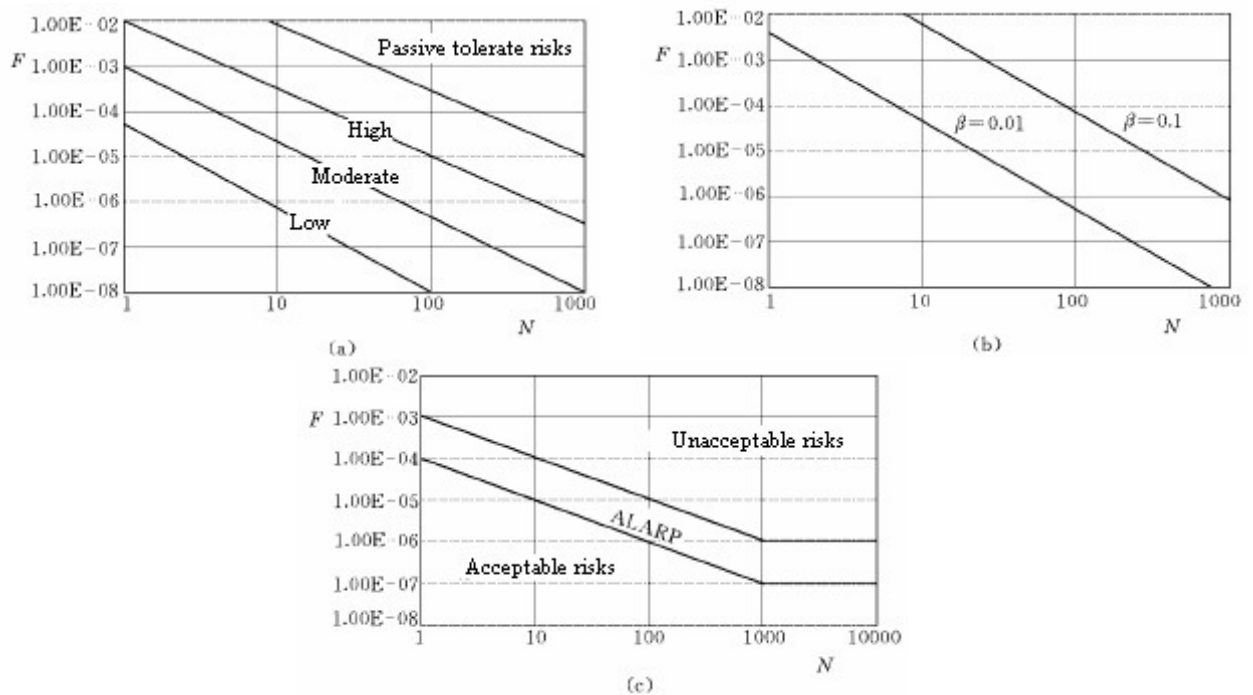 1.00E-02
F
1.00E-03
1.00E-04
1.00E-05
1.00E-06
1.00E-07
1.00E-08
Passive tolerate risks
High
Moderate
Low
1 10 100 1000
N
(a)
1.00E-02
F
1.00E-03
1.00E-04
1.00E-05
1.00E-06
1.00E-07
1.00E-08
β=0.01
β=0.1
1 10 100 1000
N
(b)
1.00E-02
F
1.00E-03
1.00E-04
1.00E-05
1.00E-06
1.00E-07
1.00E-08
Unacceptable risks
ALARP
Acceptable risks
1 10 100 1000 10000
N
(c)